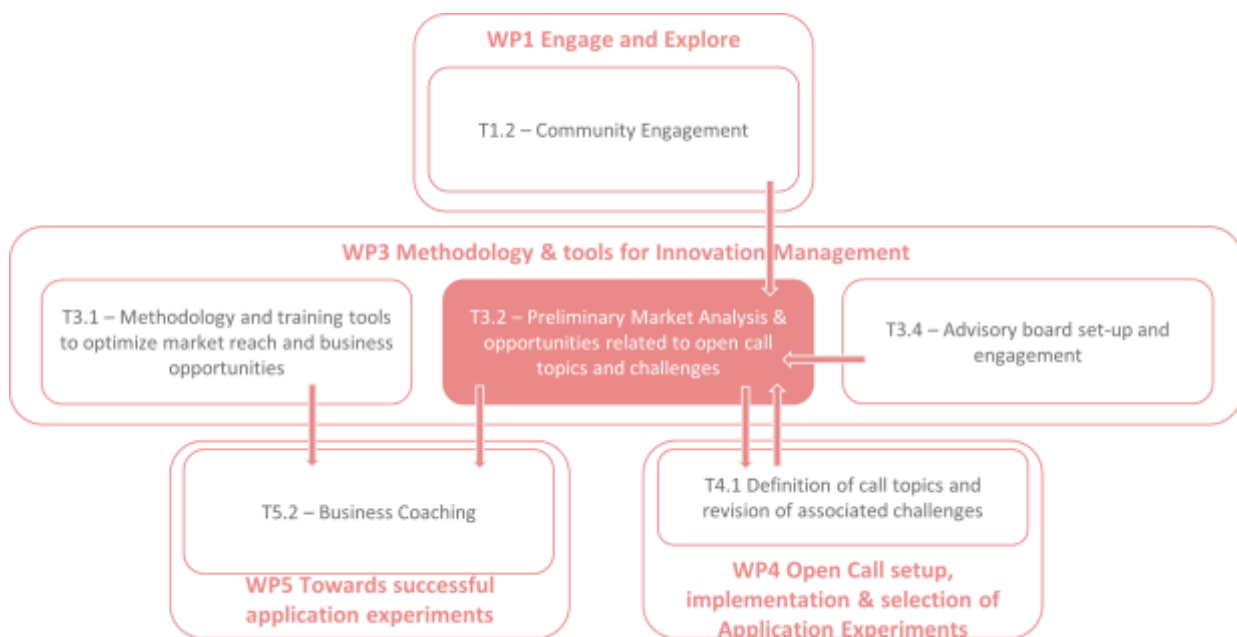 WP1 Engage and Explore
T1.2 – Community Engagement
WP3 Methodology & tools for Innovation Management
T3.1 – Methodology and training tools
to optimize market reach and business
opportunities
T3.2 – Preliminary Market Analysis &
opportunities related to open call
topics and challenges
T3.4 – Advisory board set-up and
engagement
T5.2 – Business Coaching
WP5 Towards successful
application experiments
T4.1 Definition of call topics and
revision of associated challenges
WP4 Open Call setup,
implementation & selection of
Application Experiments